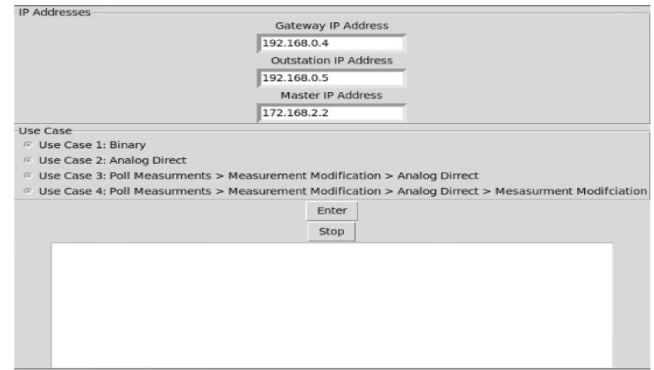 IP Addresses
Gateway IP Address
192.168.0.4
Outstation IP Address
192.168.0.5
Master IP Address
172.168.2.2
Use Case
Use Case 1: Binary
Use Case 2: Analog Direct
Use Case 3: Poll Measurments > Measurement Modification > Analog Dirrect
Use Case 4: Poll Measurments > Measurement Modification > Analog Dirrect > Mesasurment Modifciation
Enter
Stop